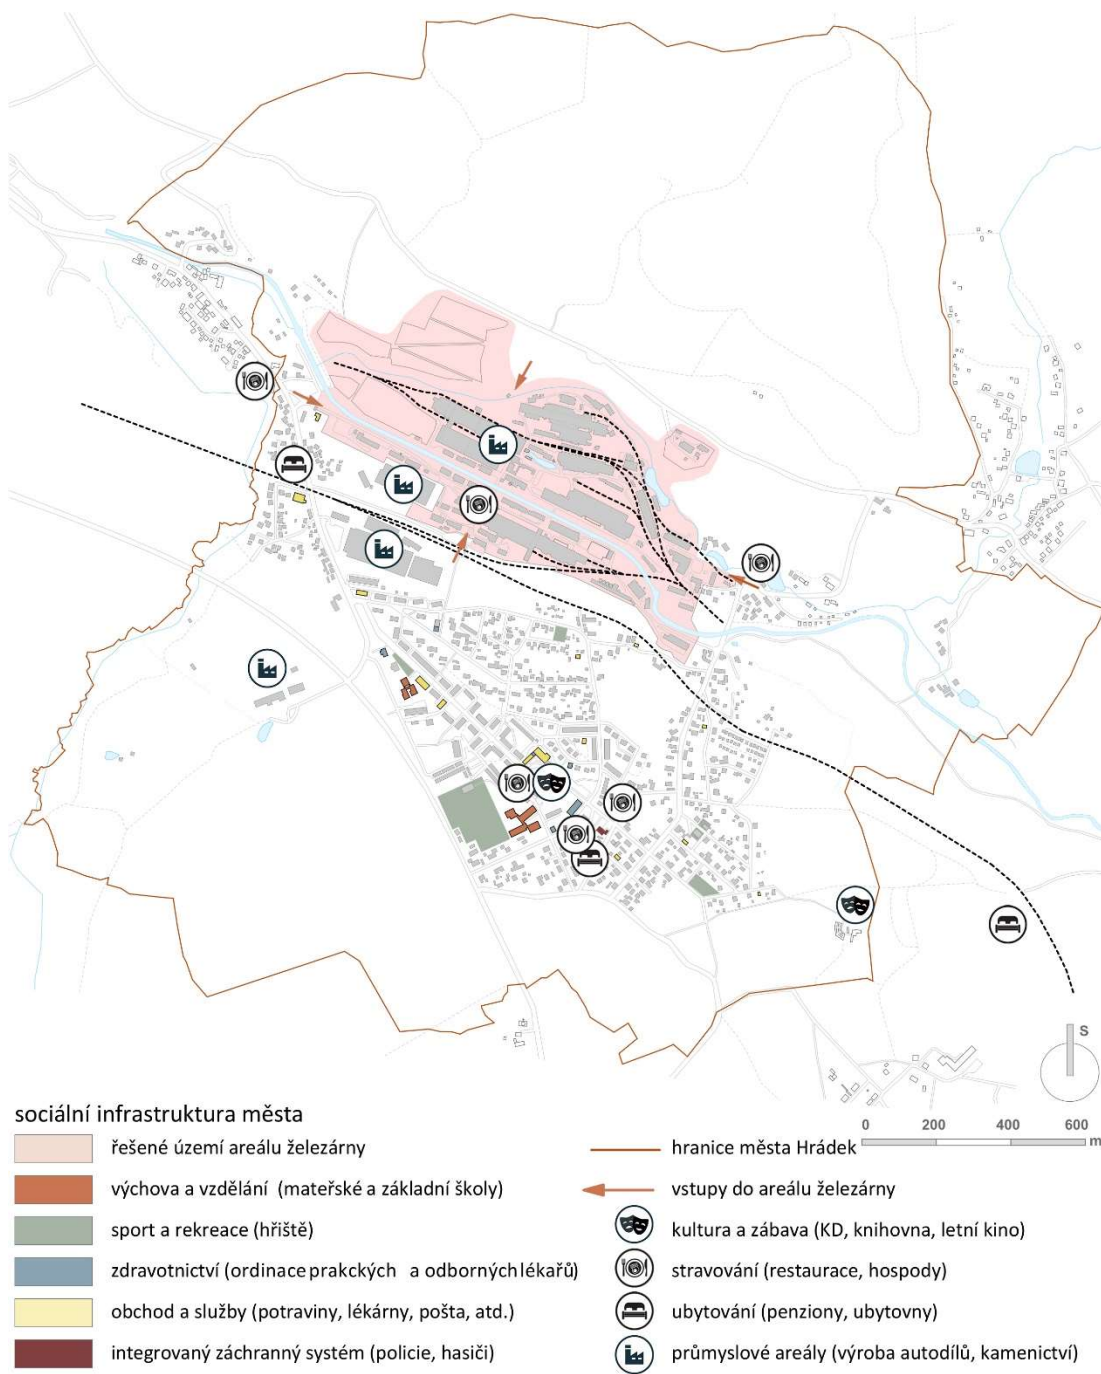 S
0 200 400 600
m
sociální infrastruktura města
řešené území areálu železárny
výchova a vzdělání (mateřské a základní školy)
sport a rekreace (hřiště)
zdravotnictví (ordinace prakckých a odborných lékařů)
obchod a služby (potraviny, lékárny, pošta, atd.)
integrovaný záchranný systém (policie, hasiči)
hranice města Hrádek
vstupy do areálu železárny
kultura a zábava (KD, knihovna, letní kino)
stravování (restaurace, hospody)
ubytování (penziony, ubytovny)
průmyslové areály (výroba autodílů, kamenictví)